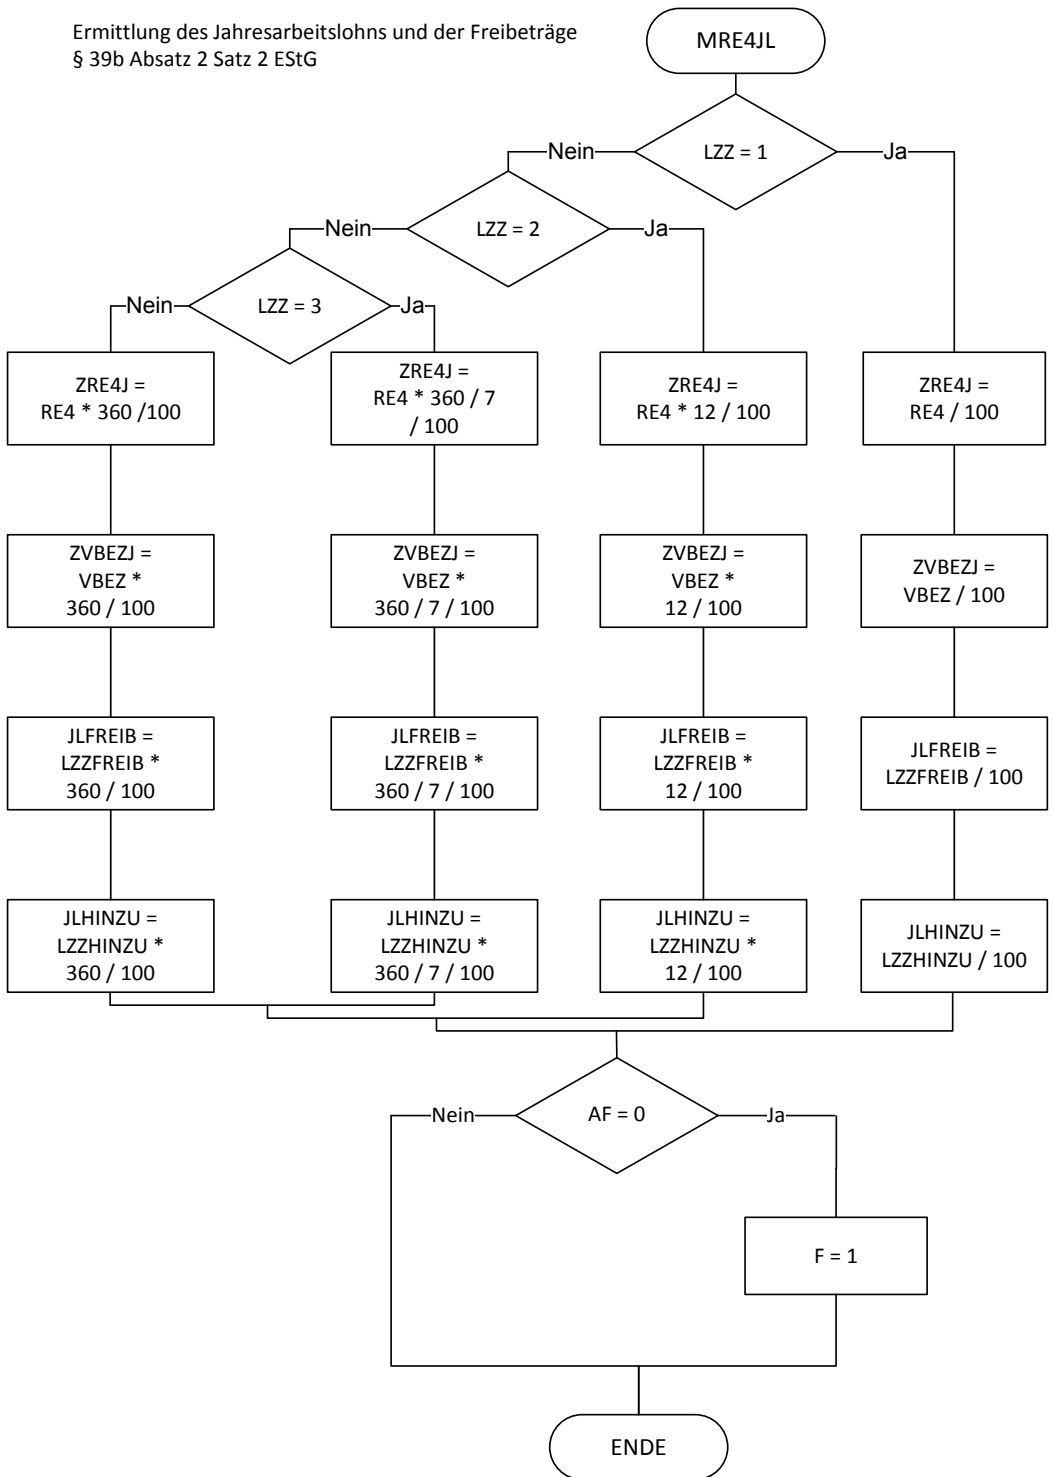 Ermittlung des Jahresarbeitslohns und der Freibeträge
§ 39b Absatz 2 Satz 2 EStG
MRE4JL
LZZ = 1
Nein
Ja
LZZ = 2
Nein
Ja
LZZ = 3
Nein
Ja
ZRE4J =
RE4 * 360 /100
ZRE4J =
RE4 * 360 / 7
/ 100
ZRE4J =
RE4 * 12 / 100
ZRE4J =
RE4 / 100
ZVBEZJ =
VBEZ *
360 / 100
ZVBEZJ =
VBEZ *
360 / 7 / 100
ZVBEZJ =
VBEZ *
12 / 100
ZVBEZJ =
VBEZ / 100
JLFREIB =
LZZFREIB *
360 / 100
JLFREIB =
LZZFREIB *
360 / 7 / 100
JLFREIB =
LZZFREIB *
12 / 100
JLFREIB =
LZZFREIB / 100
JLHINZU =
LZZHINZU *
360 / 100
JLHINZU =
LZZHINZU *
360 / 7 / 100
JLHINZU =
LZZHINZU *
12 / 100
JLHINZU =
LZZHINZU / 100
AF = 0
Nein
Ja
F = 1
ENDE